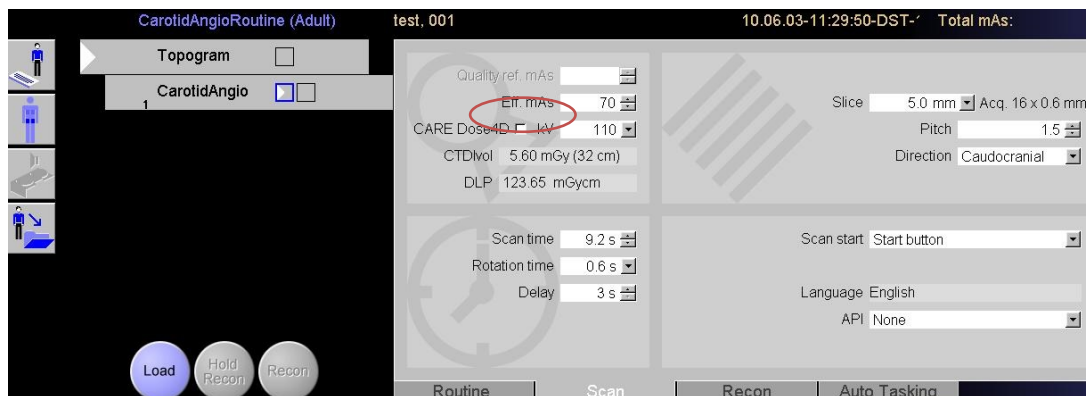 CarotidAngioRoutine (Adult) test, 001 10.06.03-11:29:50-DST- Total mAs:
Topogram
1 CarotidAngio
Quality ref. mAs
Eff. mAs 70
CARE Dose4D kV 110
CTDIvol 5.60 mGy (32 cm)
DLP 123.65 mGycm
Slice 5.0 mm Acq. 16 x 0.6 mm
Pitch 1.5
Direction Caudocranial
Scan time 9.2 s
Rotation time 0.6 s
Delay 3 s
Scan start Start button
Language English
API None
Load
Hold
Recon
Recon
Routine Scan Recon Auto Tasking